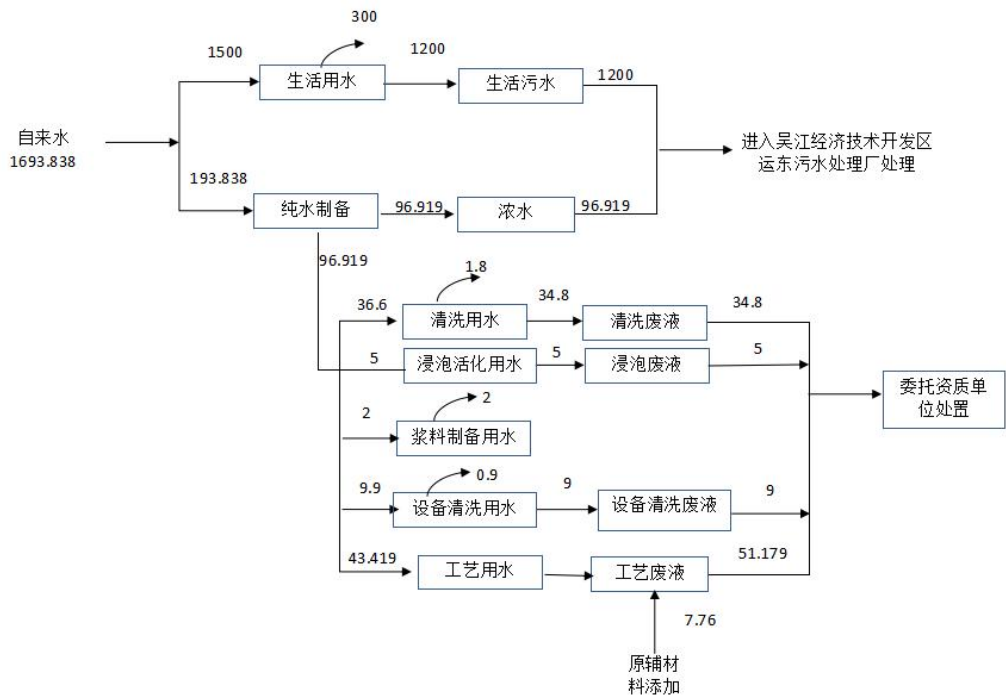 300
1500
1200
生活用水
生活污水
1200
自来水
1693.838
进入吴江经济技术开发区
运东污水处理厂处理
193.838
纯水制备
96.919
浓水
96.919
96.919
1.8
36.6
清洗用水
34.8
清洗废液
34.8
5
浸泡活化用水
5
浸泡废液
5
委托资质单
位处置
2
2
浆料制备用水
0.9
9.9
设备清洗用水
9
设备清洗废液
9
43.419
工艺用水
工艺废液
51.179
7.76
原辅材
料添加